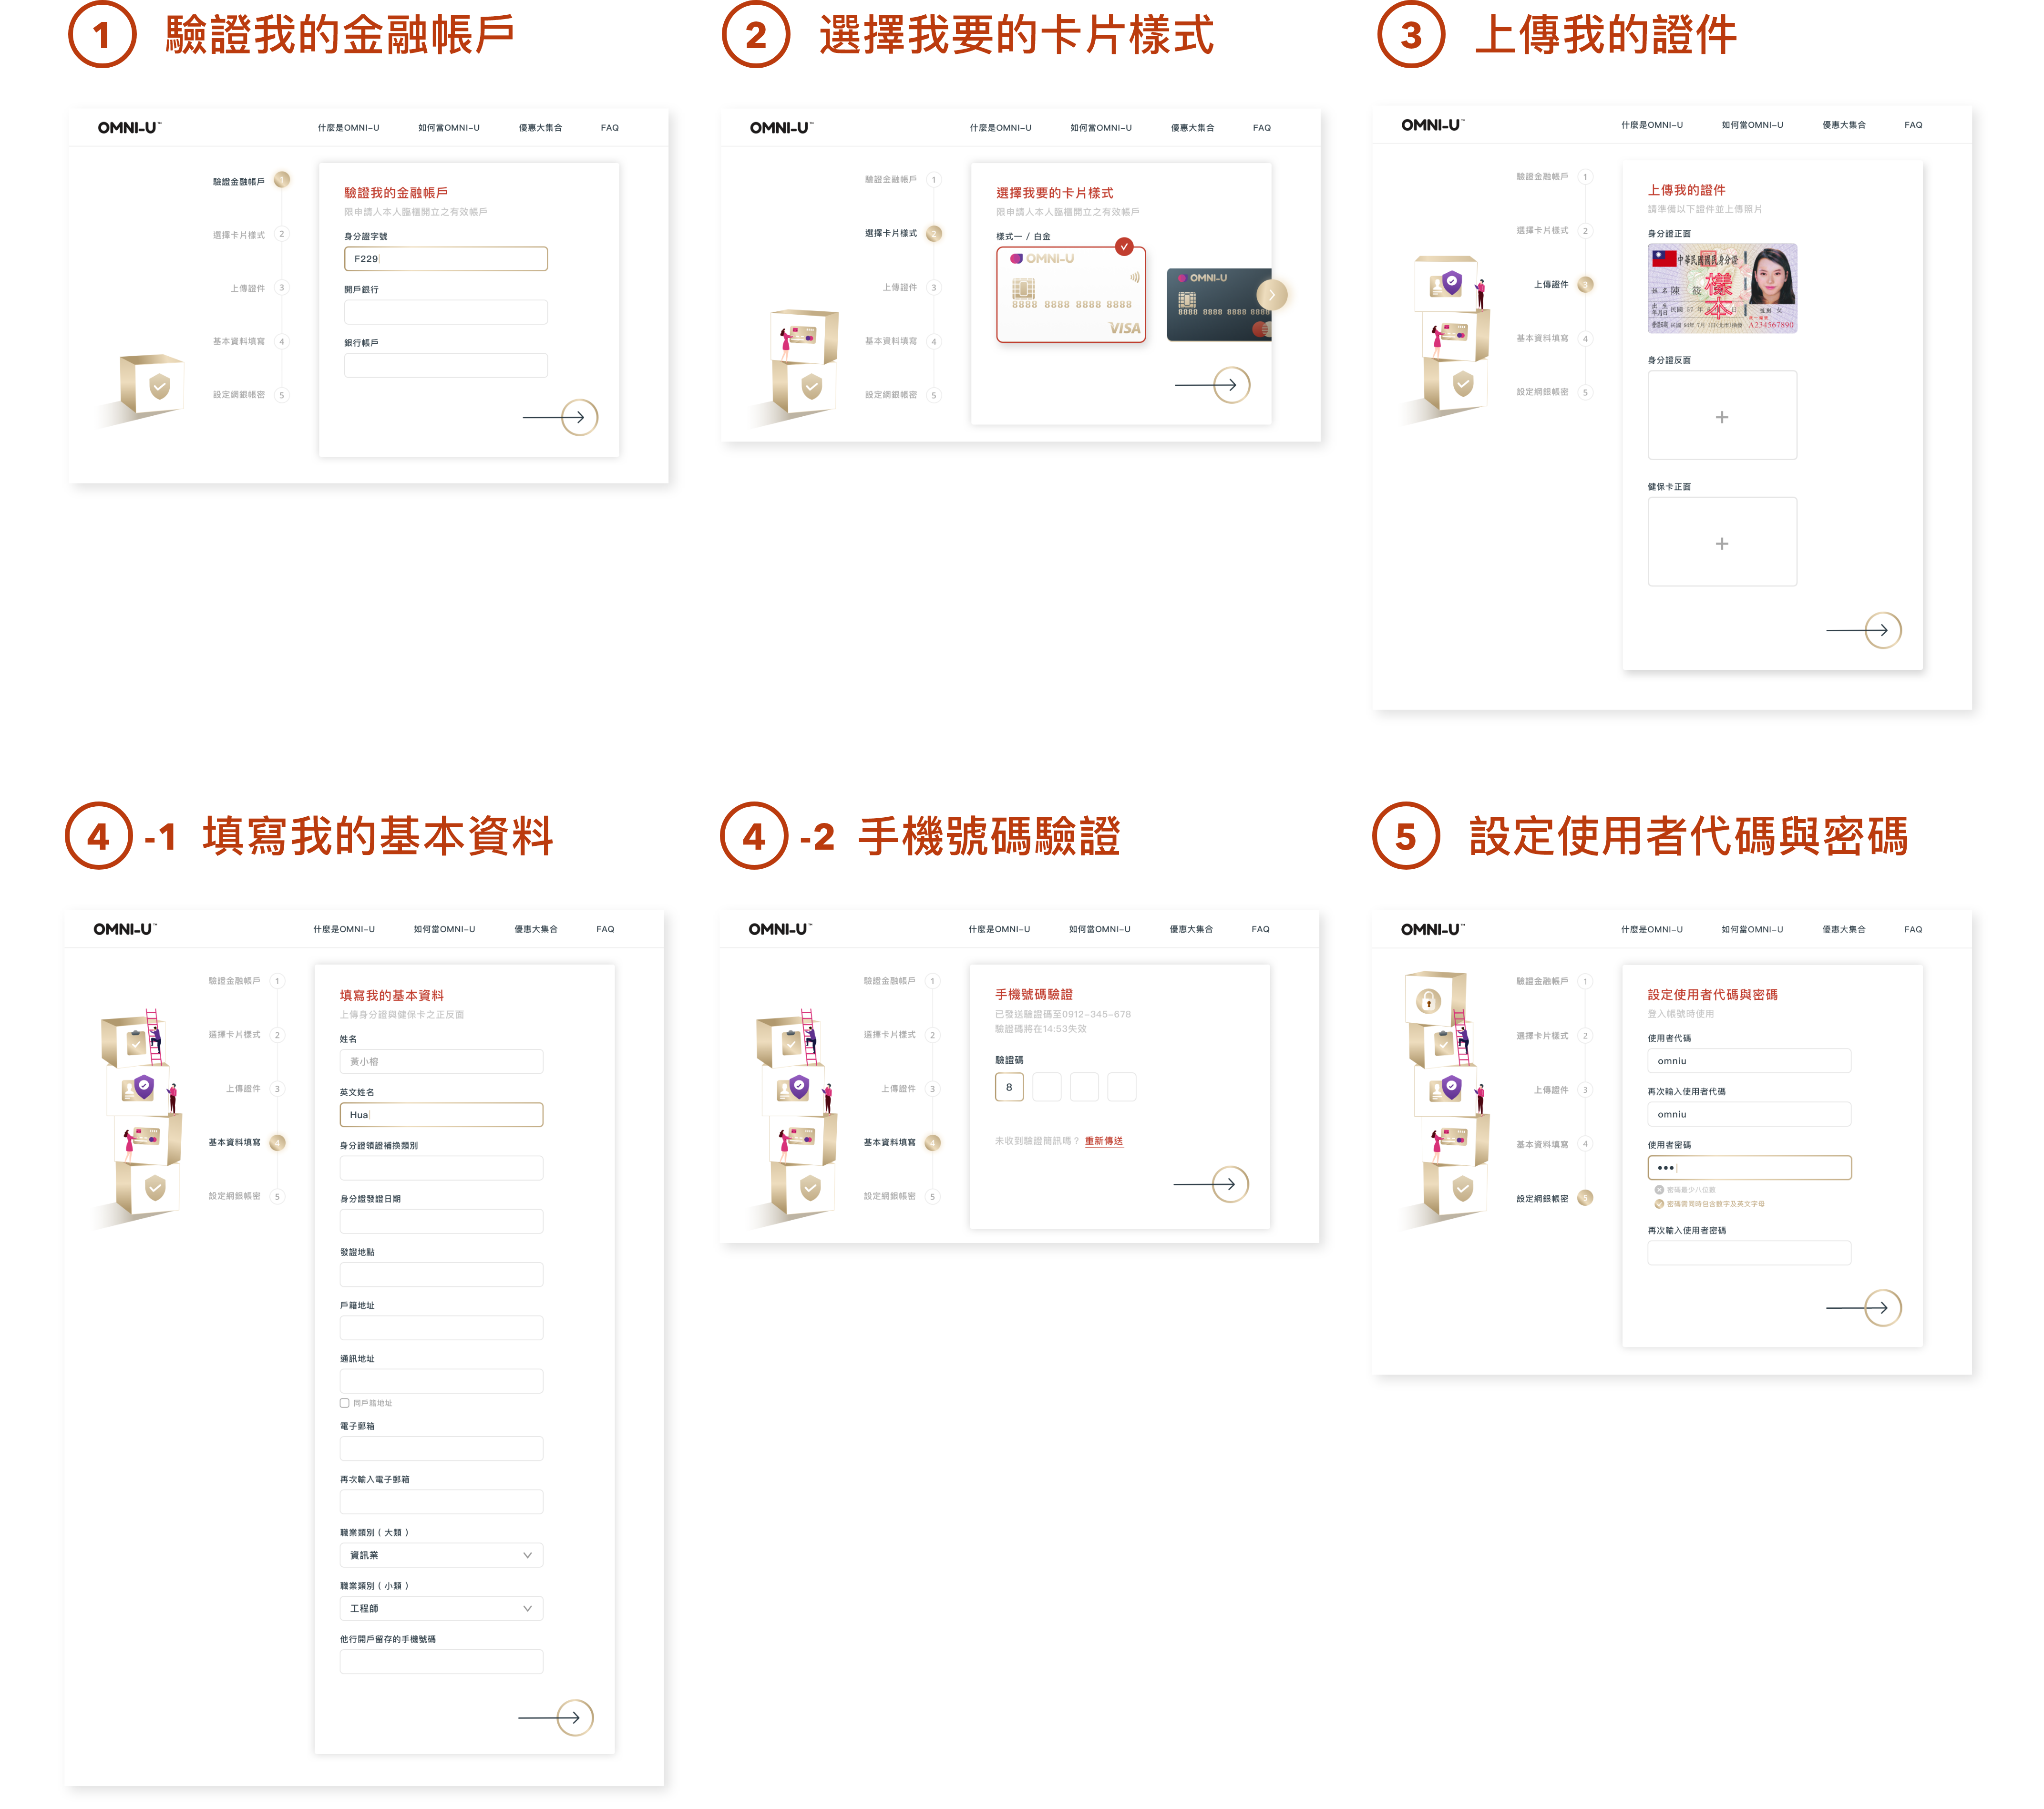 1 驗證我的金融帳戶
OMNI-U™
什麼是OMNI-U 如何當OMNI-U 優惠大集合 FAQ
驗證金融帳戶 1
選擇卡片樣式 2
上傳證件 3
基本資料填寫 4
設定網銀帳密 5
驗證我的金融帳戶
限申請人本人臨櫃開立之有效帳戶
身分證字號
F229
開戶銀行
銀行帳戶
2 選擇我要的卡片樣式
OMNI-U™
什麼是OMNI-U 如何當OMNI-U 優惠大集合 FAQ
驗證金融帳戶 1
選擇卡片樣式 2
上傳證件 3
基本資料填寫 4
設定網銀帳密 5
選擇我要的卡片樣式
限申請人本人臨櫃開立之有效帳戶
樣式一 / 白金
OMNI-U
8888 8888 8888 8888
VISA
OMNI-U
8888 8888 8888 8888
3 上傳我的證件
OMNI-U™
什麼是OMNI-U 如何當OMNI-U 優惠大集合 FAQ
驗證金融帳戶 1
選擇卡片樣式 2
上傳證件 3
基本資料填寫 4
設定網銀帳密 5
上傳我的證件
請準備以下證件並上傳照片
身分證正面
中華民國國民身分證
樣本
姓名 陳 筱
A234567890
身分證反面
+
健保卡正面
+
4 -1 填寫我的基本資料
OMNI-U™
什麼是OMNI-U 如何當OMNI-U 優惠大集合 FAQ
驗證金融帳戶 1
選擇卡片樣式 2
上傳證件 3
基本資料填寫 4
設定網銀帳密 5
填寫我的基本資料
上傳身分證與健保卡之正反面
姓名
黃小榕
英文姓名
Hua
身分證領證補換類別
身分證發證日期
發證地點
戶籍地址
通訊地址
同戶籍地址
電子郵箱
再次輸入電子郵箱
職業類別 ( 大類 )
資訊業
職業類別 ( 小類 )
工程師
他行開戶留存的手機號碼
4 -2 手機號碼驗證
OMNI-U™
什麼是OMNI-U 如何當OMNI-U 優惠大集合 FAQ
驗證金融帳戶 1
選擇卡片樣式 2
上傳證件 3
基本資料填寫 4
設定網銀帳密 5
手機號碼驗證
已發送驗證碼至0912-345-678
驗證碼將在14:53失效
驗證碼
8
未收到驗證簡訊嗎？ 重新傳送
5 設定使用者代碼與密碼
OMNI-U™
什麼是OMNI-U 如何當OMNI-U 優惠大集合 FAQ
驗證金融帳戶 1
選擇卡片樣式 2
上傳證件 3
基本資料填寫 4
設定網銀帳密 5
設定使用者代碼與密碼
登入帳號時使用
使用者代碼
omniu
再次輸入使用者代碼
omniu
使用者密碼
•••
密碼最少八位數
密碼需同時包含數字及英文字母
再次輸入使用者密碼